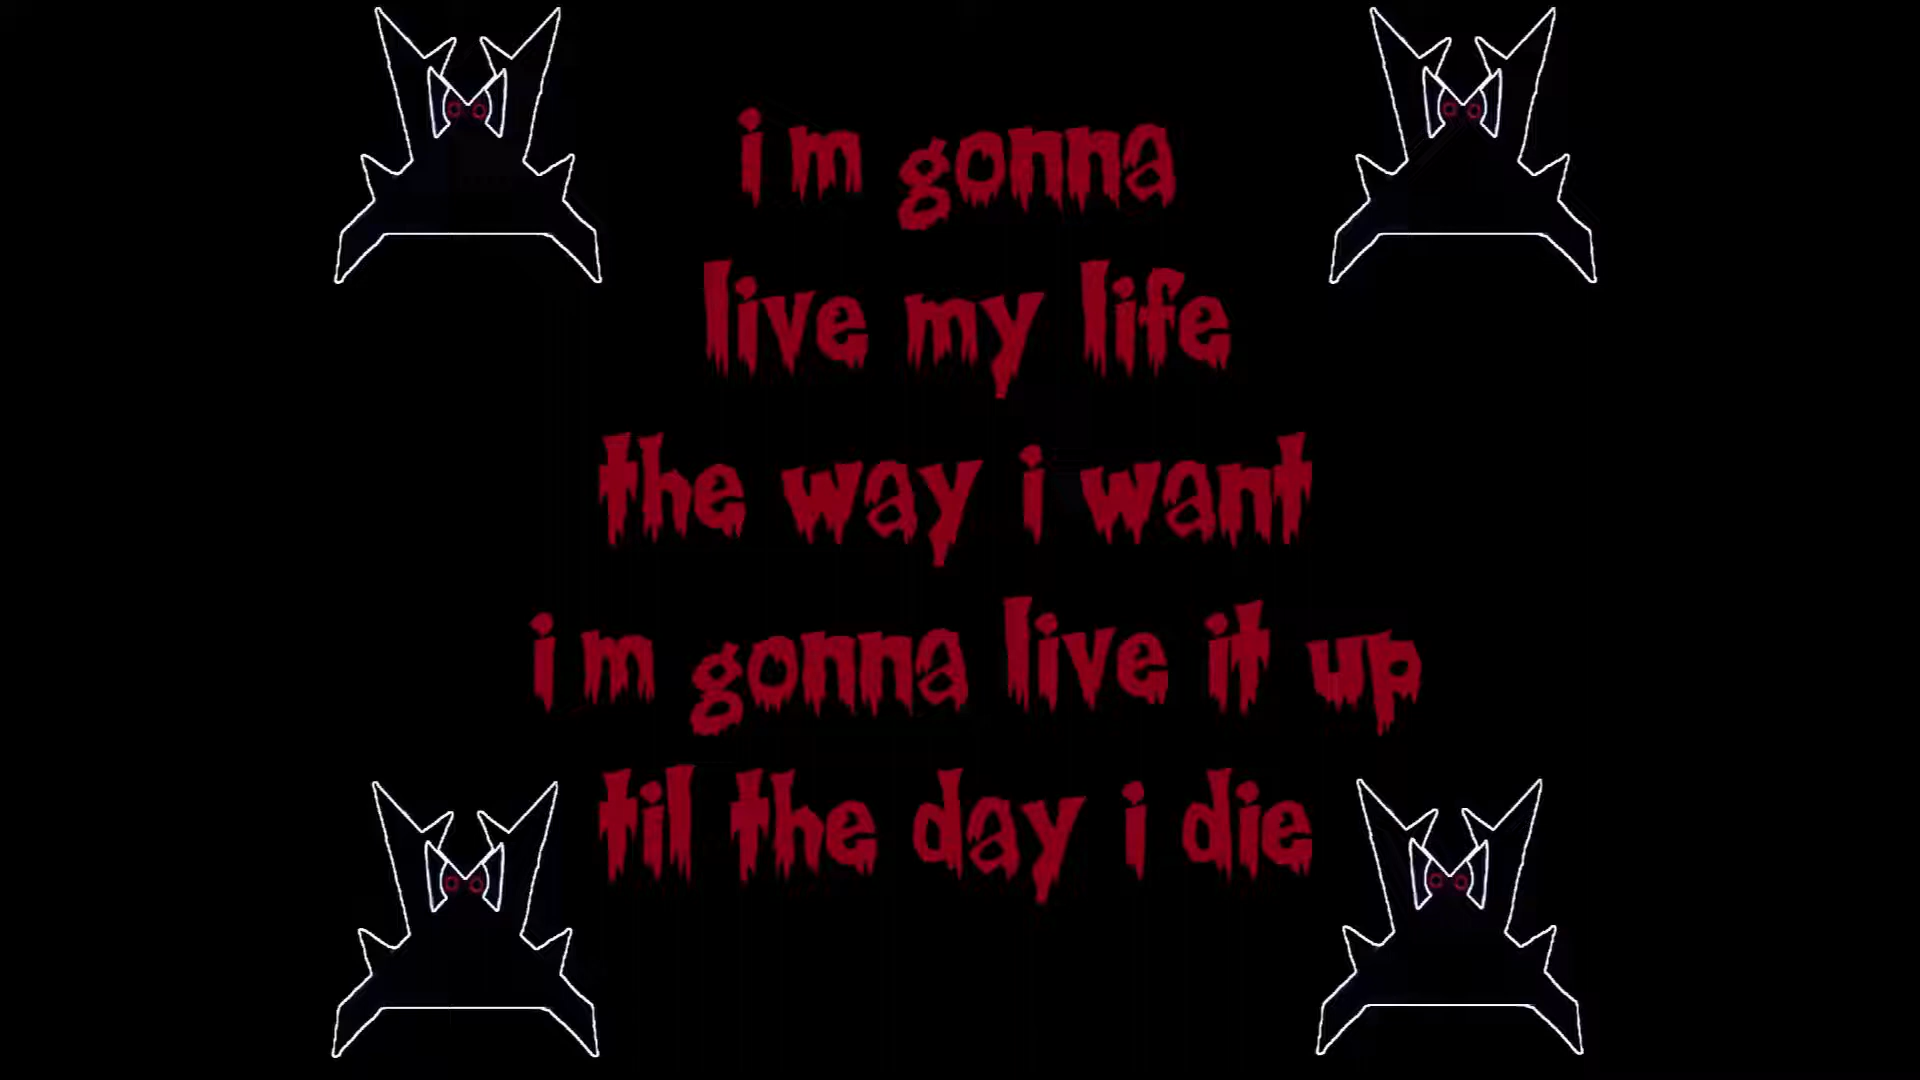 i m gonna
live my life
the way i want
i m gonna live it up
til the day i die